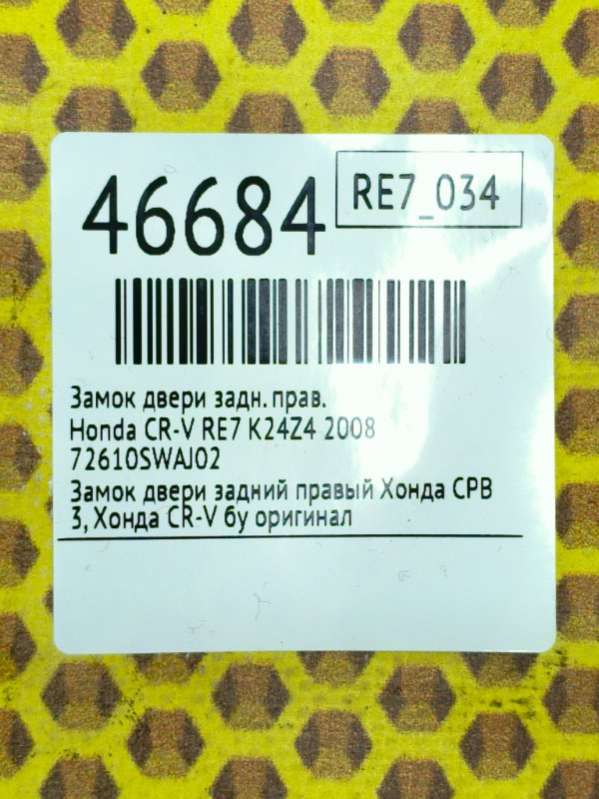 46684
RE7_034
Замок двери задн. прав.
Honda CR-V RE7 K24Z4 2008
72610SWAJ02
Замок двери задний правый Хонда СРВ
3, Хонда CR-V бу оригинал